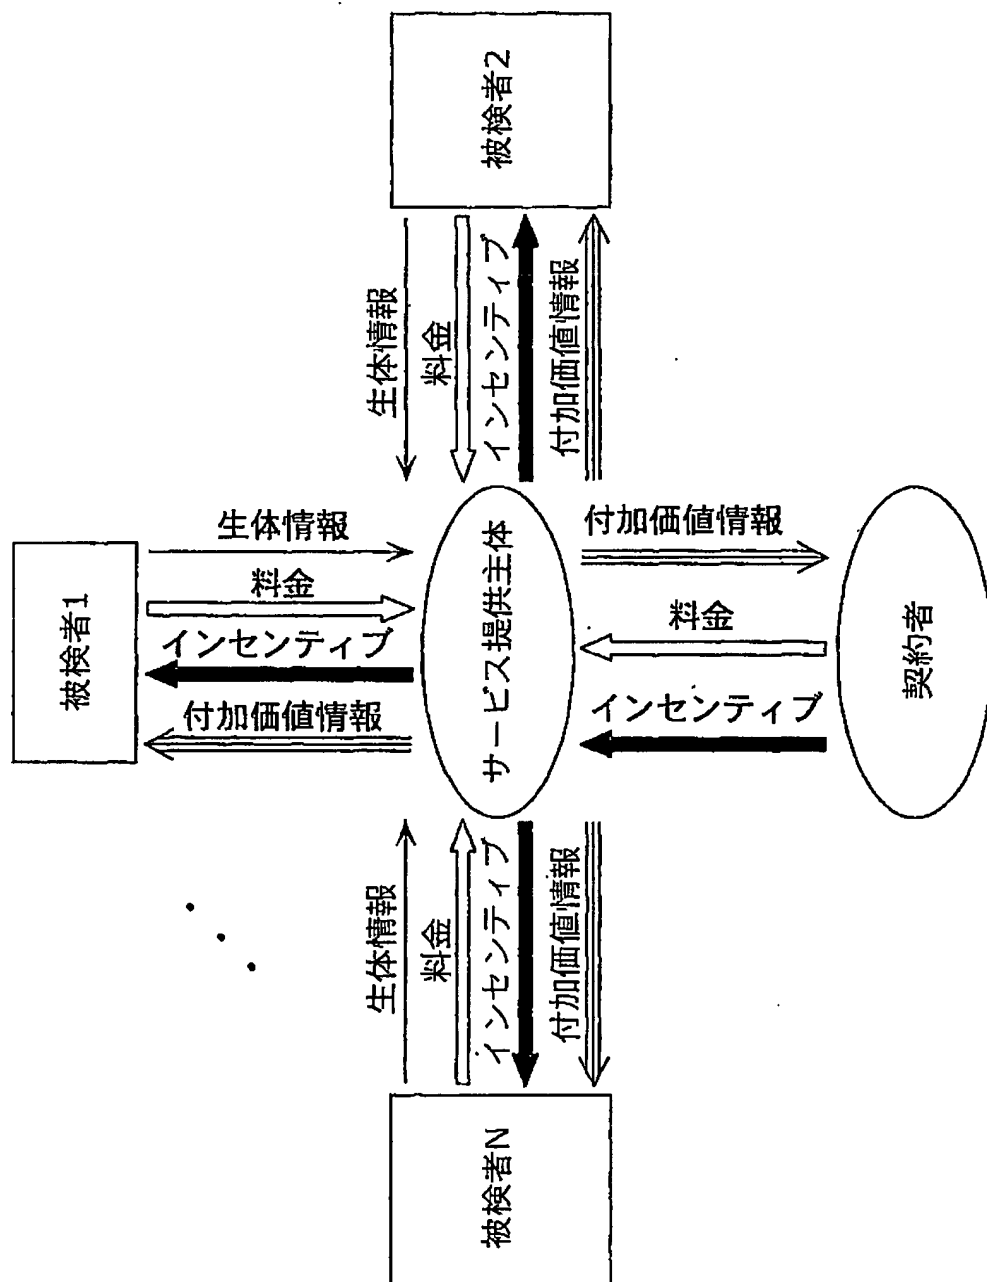 被検者2
生体情報
料金
インセンティブ
付加価値情報
被検者1
生体情報
料金
インセンティブ
付加価値情報
サービス提供主体
付加価値情報
料金
インセンティブ
契約者
生体情報
料金
インセンティブ
付加価値情報
被検者N